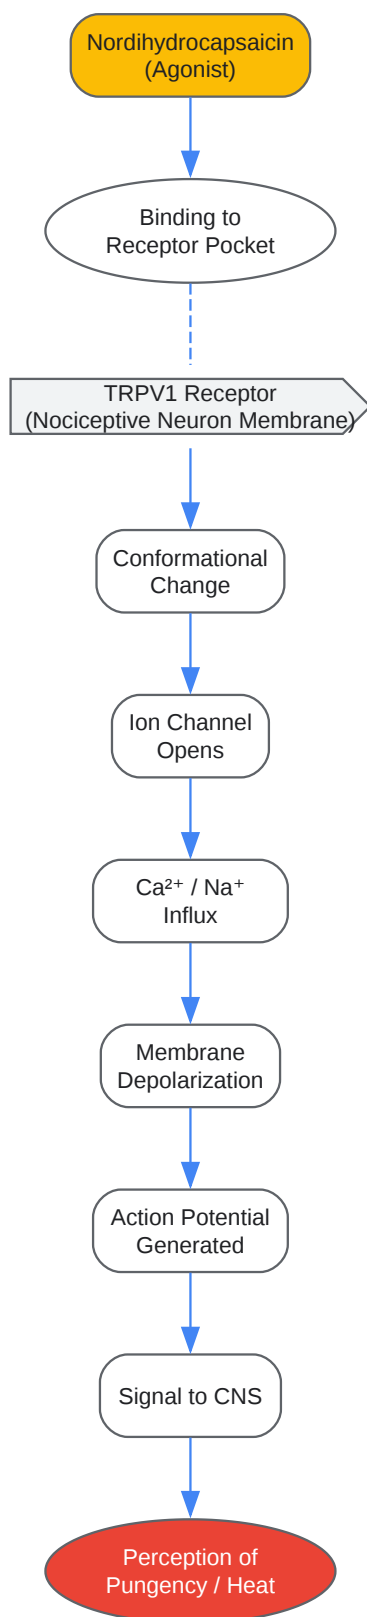 Nordihydrocapsaicin
(Agonist)
Binding to
Receptor Pocket
TRPV1 Receptor
(Nociceptive Neuron Membrane)
Conformational
Change
Ion Channel
Opens
Ca²⁺ / Na⁺
Influx
Membrane
Depolarization
Action Potential
Generated
Signal to CNS
Perception of
Pungency / Heat